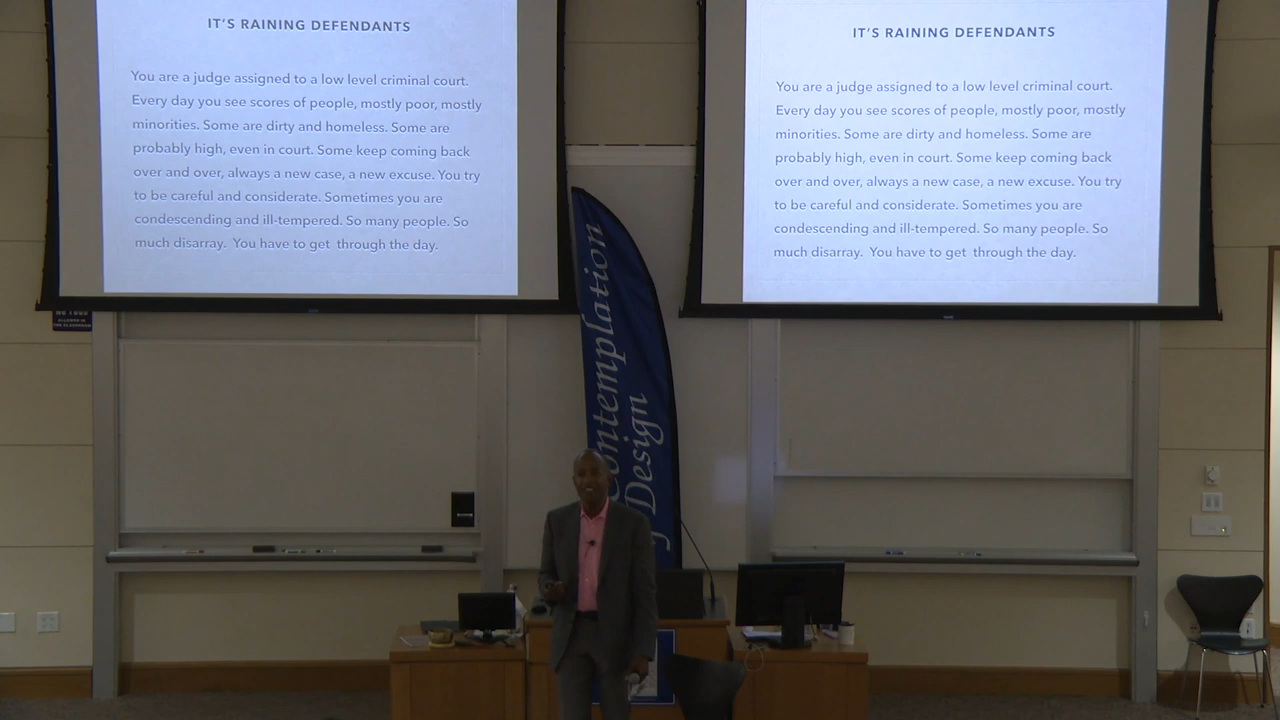 IT'S RAINING DEFENDANTS
You are a judge assigned to a low level criminal court.
Every day you see scores of people, mostly poor, mostly
minorities. Some are dirty and homeless. Some are
probably high, even in court. Some keep coming back
over and over, always a new case, a new excuse. You try
to be careful and considerate. Sometimes you are
condescending and ill-tempered. So many people. So
much disarray.  You have to get  through the day.
IT'S RAINING DEFENDANTS
You are a judge assigned to a low level criminal court.
Every day you see scores of people, mostly poor, mostly
minorities. Some are dirty and homeless. Some are
probably high, even in court. Some keep coming back
over and over, always a new case, a new excuse. You try
to be careful and considerate. Sometimes you are
condescending and ill-tempered. So many people. So
much disarray.  You have to get  through the day.
ontemplation
Design